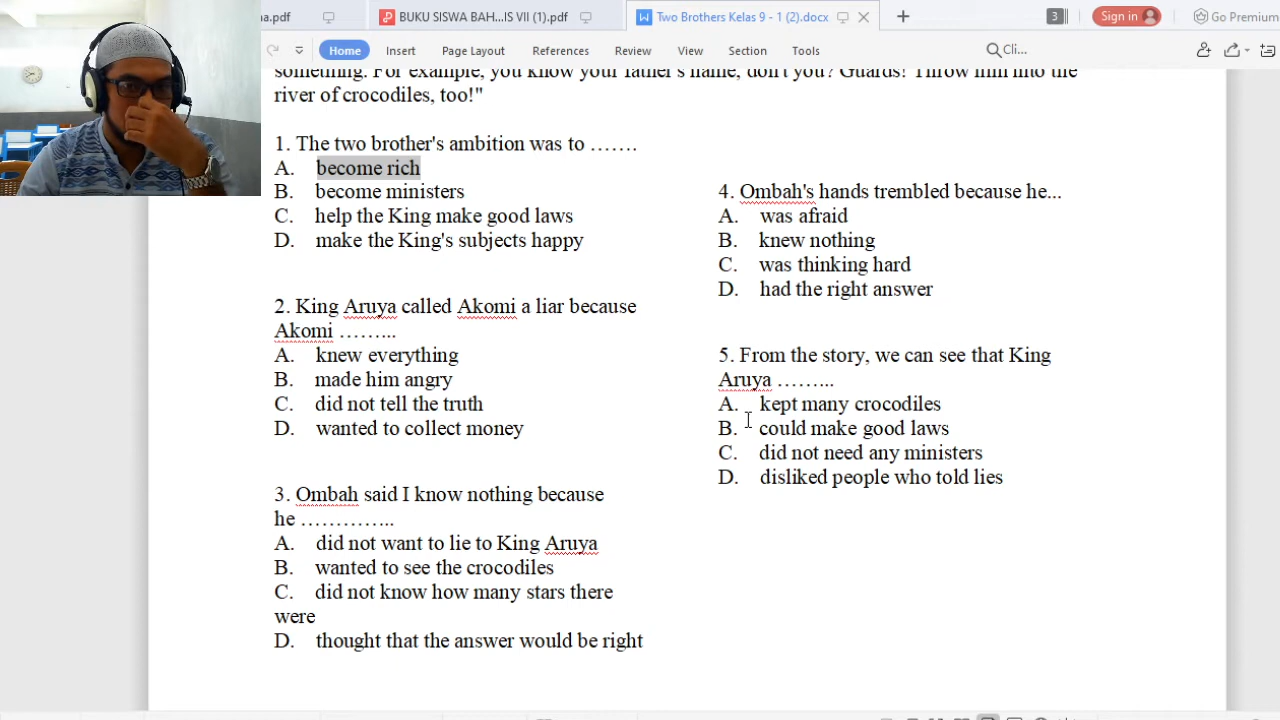 na.pdf
BUKU SISWA BAH...IS VII (1).pdf
Two Brothers Kelas 9 - 1 (2).docx
3
Sign in
Go Premium
Home
Insert
Page Layout
References
Review
View
Section
Tools
Cli...
something. For example, you know your father's name, don't you? Guards! Throw him into the
river of crocodiles, too!"
1. The two brother's ambition was to …….
A. become rich
B. become ministers
C. help the King make good laws
D. make the King's subjects happy
2. King Aruya called Akomi a liar because
Akomi ……...
A. knew everything
B. made him angry
C. did not tell the truth
D. wanted to collect money
3. Ombah said I know nothing because
he …………..
A. did not want to lie to King Aruya
B. wanted to see the crocodiles
C. did not know how many stars there
were
D. thought that the answer would be right
4. Ombah's hands trembled because he...
A. was afraid
B. knew nothing
C. was thinking hard
D. had the right answer
5. From the story, we can see that King
Aruya ……...
A. kept many crocodiles
B. could make good laws
C. did not need any ministers
D. disliked people who told lies